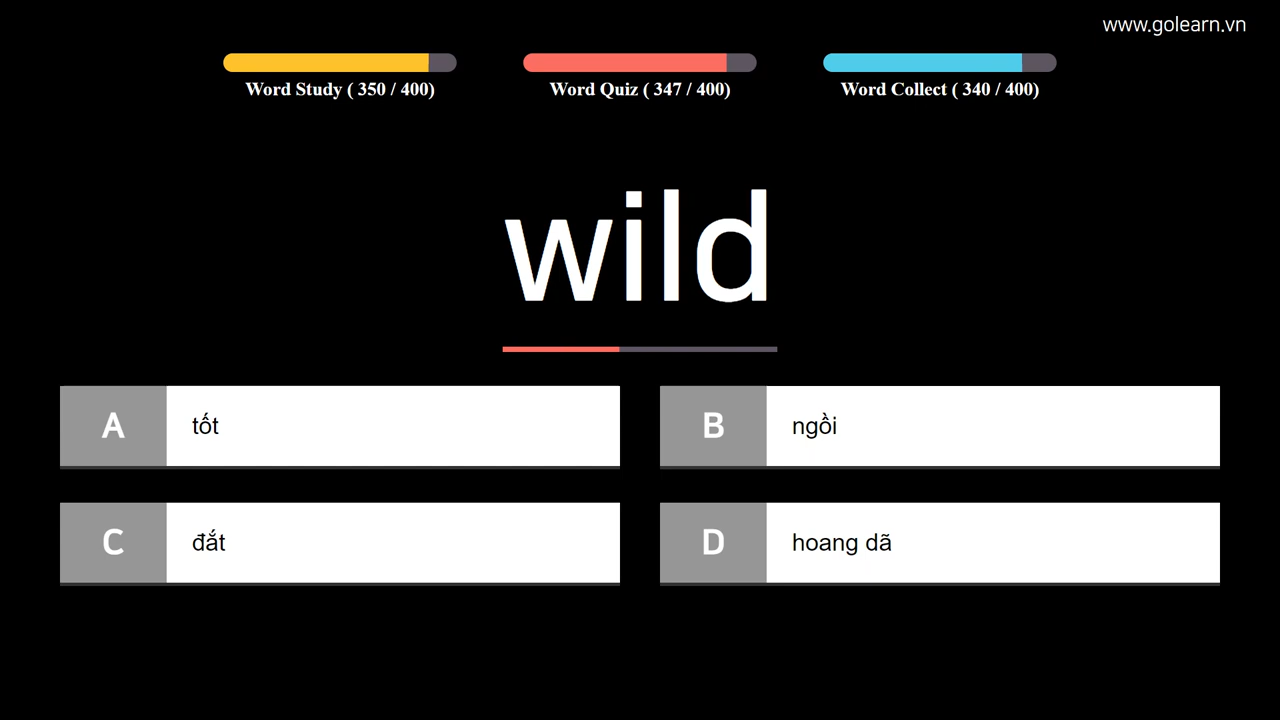 www.golearn.vn
Word Study ( 350 / 400)
Word Quiz ( 347 / 400)
Word Collect ( 340 / 400)
wild
A tốt
B ngồi
C đắt
D hoang dã